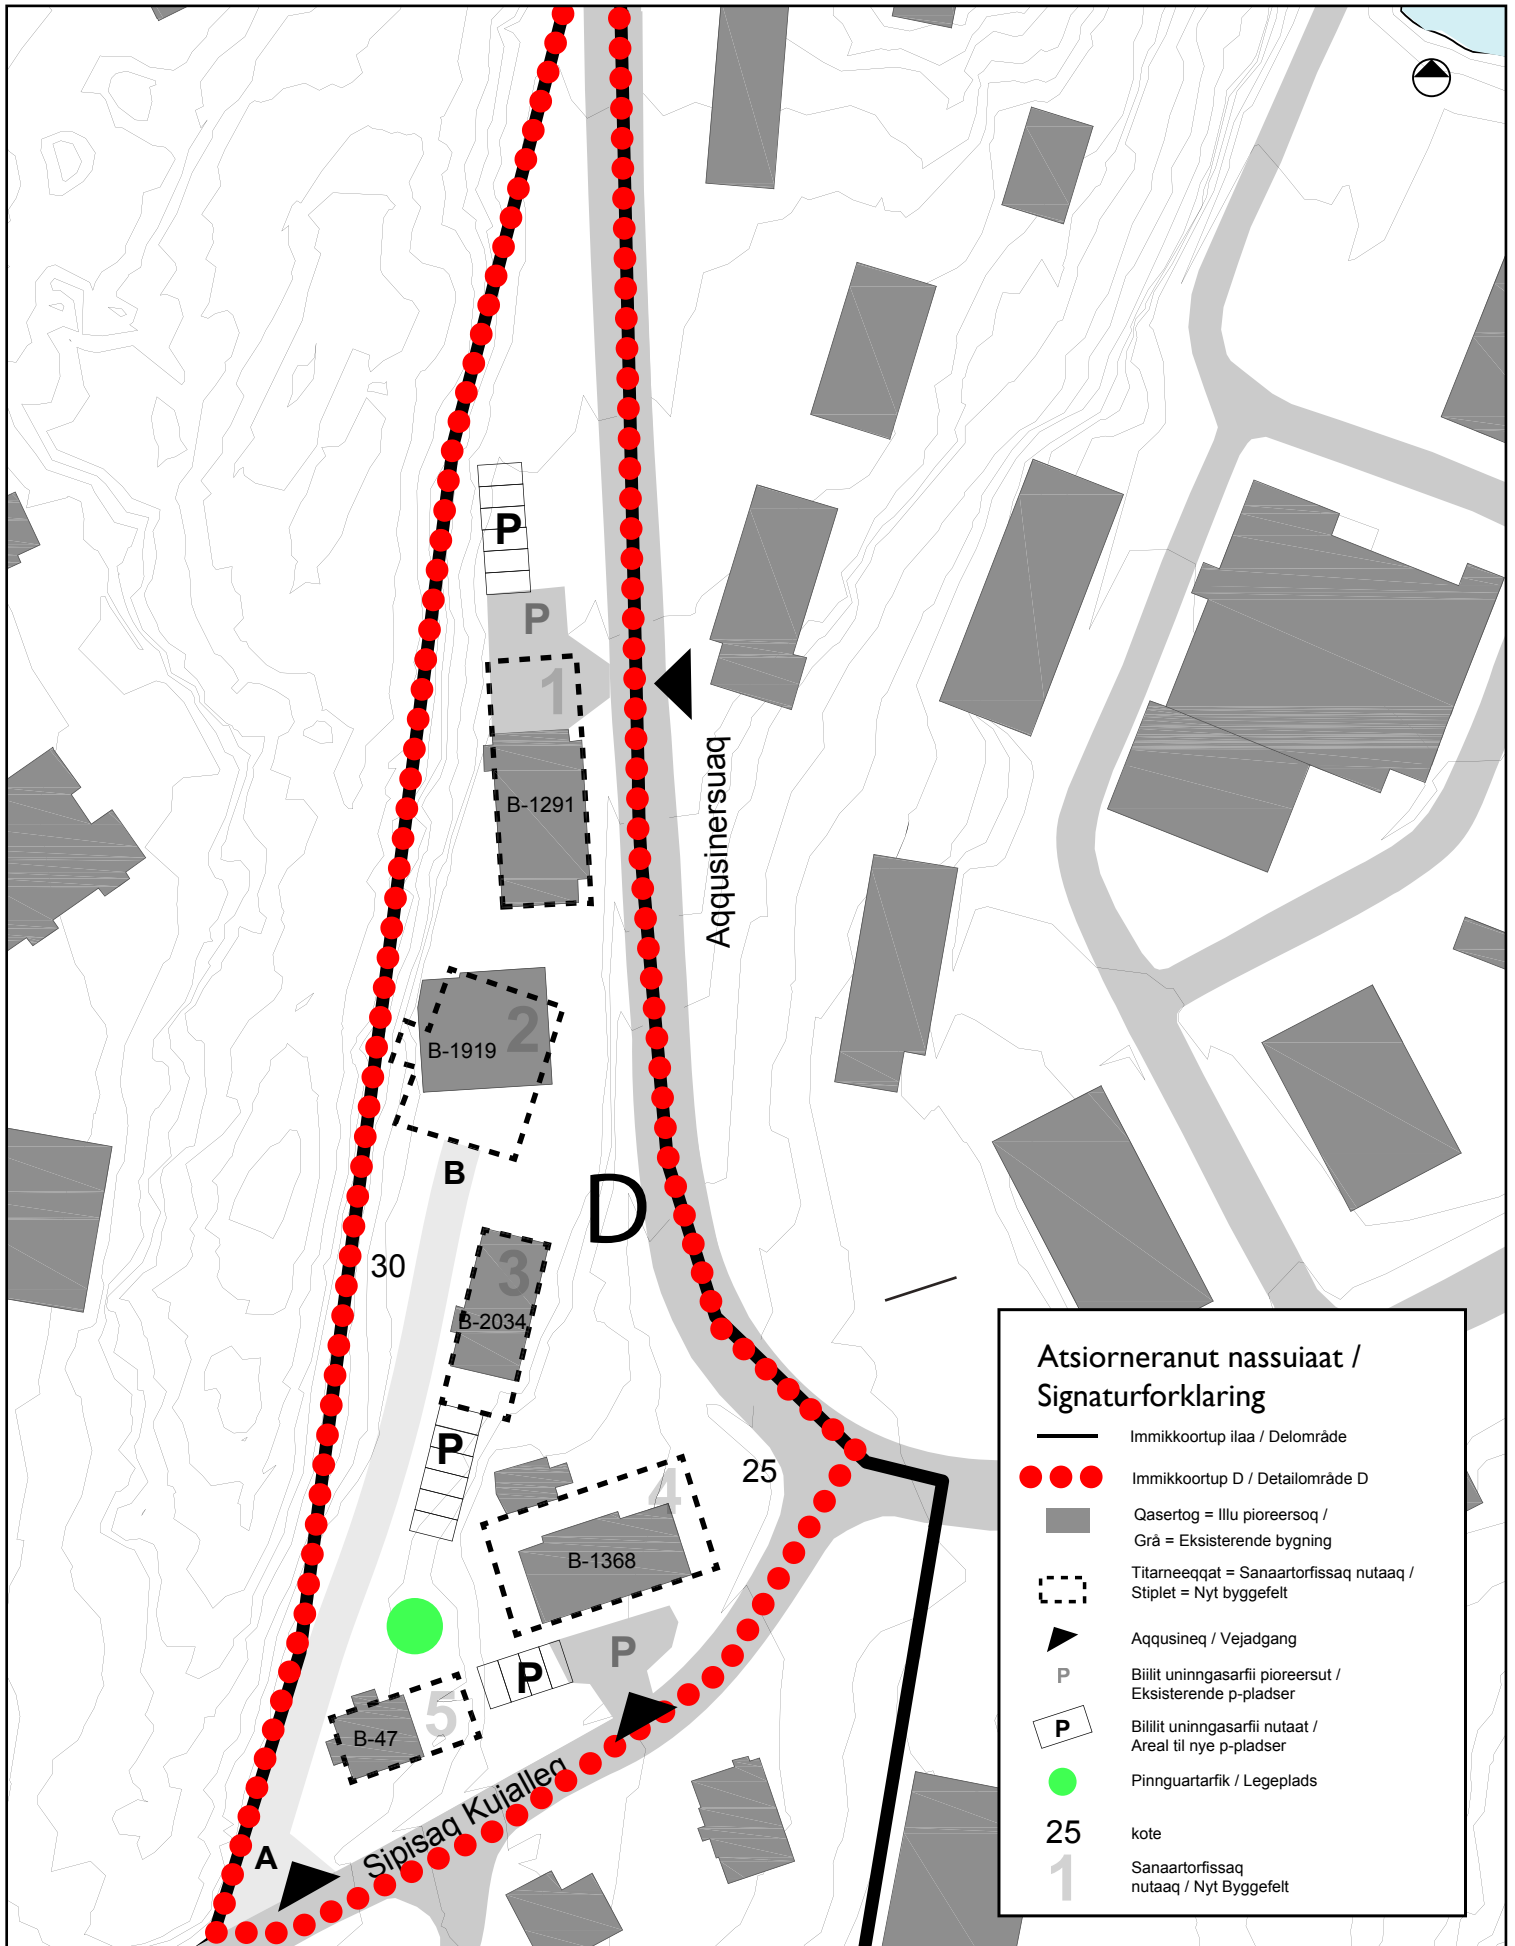 P
P
1
B-1291
Aqqusinersuaq
2
B-1919
B
D
30
3
B-2034
P
25
4
B-1368
P
P
5
B-47
Sipisaq Kujalleq
A
Atsiorneranut nassuiaat /
Signaturforklaring
Immikkoortup ilaa / Delområde
Immikkoortup D / Detailområde D
Qasertog = Illu pioreersoq /
Grå = Eksisterende bygning
Titarneeqqat = Sanaartorfissaq nutaaq /
Stiplet = Nyt byggefelt
Aqqusineq / Vejadgang
P
Biilit uninngasarfii pioreersut /
Eksisterende p-pladser
P
Bililit uninngasarfii nutaat /
Areal til nye p-pladser
Pinnguartarfik / Legeplads
25
kote
1
Sanaartorfissaq
nutaaq / Nyt Byggefelt